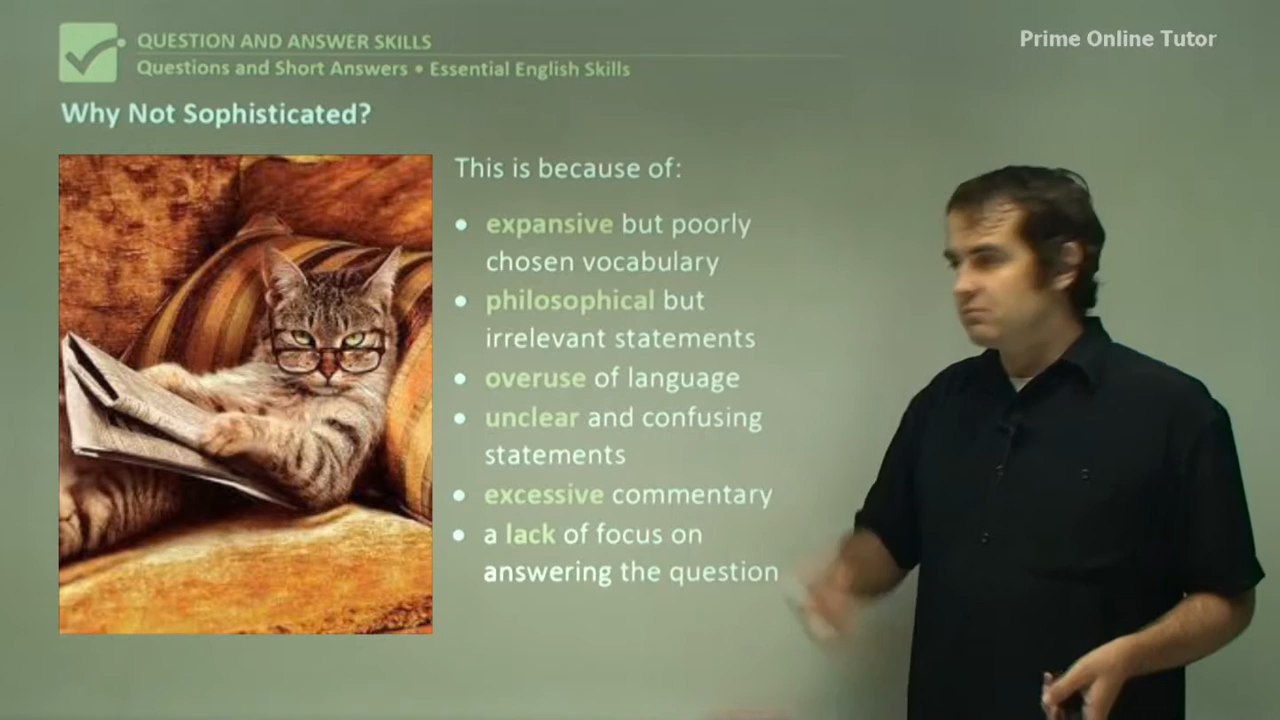 QUESTION AND ANSWER SKILLS
Questions and Short Answers • Essential English Skills
Prime Online Tutor
Why Not Sophisticated?
This is because of:
• expansive but poorly
chosen vocabulary
• philosophical but
irrelevant statements
• overuse of language
• unclear and confusing
statements
• excessive commentary
• a lack of focus on
answering the question